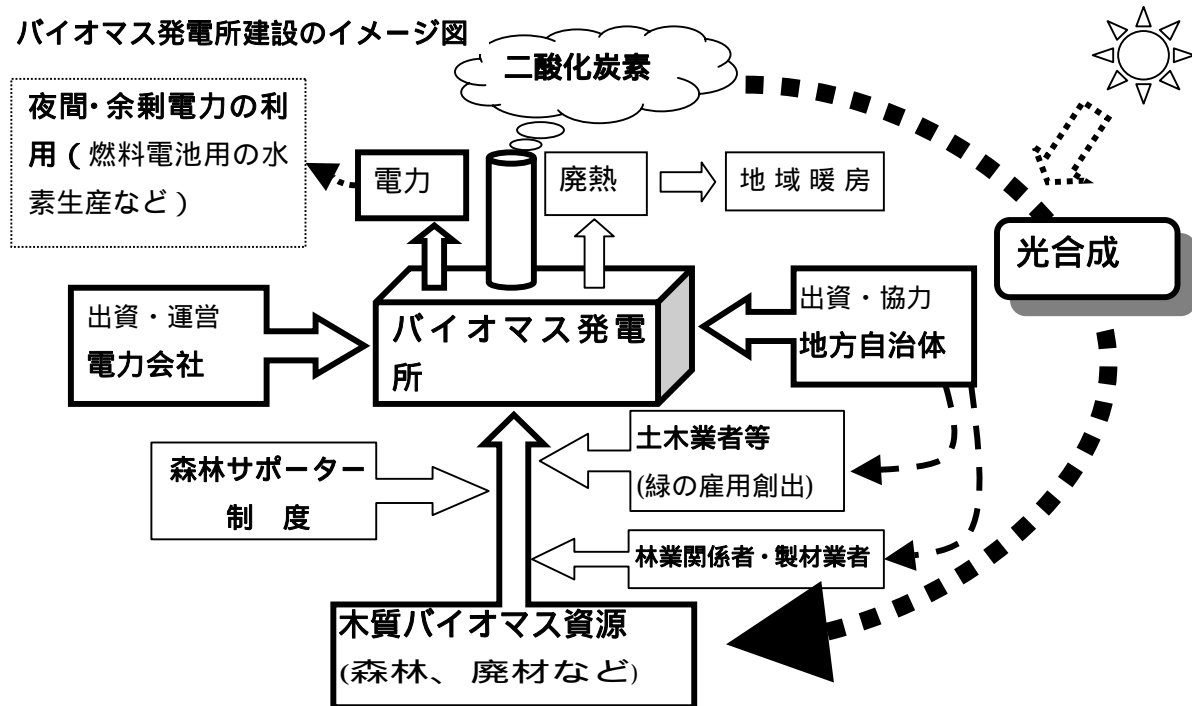 バイオマス発電所建設のイメージ図
二酸化炭素
夜間・余剰電力の利
用（燃料電池用の水
素生産など）
電力
廃熱
地域暖房
光合成
出資・運営
電力会社
バイオマス発電
所
出資・協力
地方自治体
森林サポーター
制　度
土木業者等
(緑の雇用創出)
林業関係者・製材業者
木質バイオマス資源
(森林、廃材など)